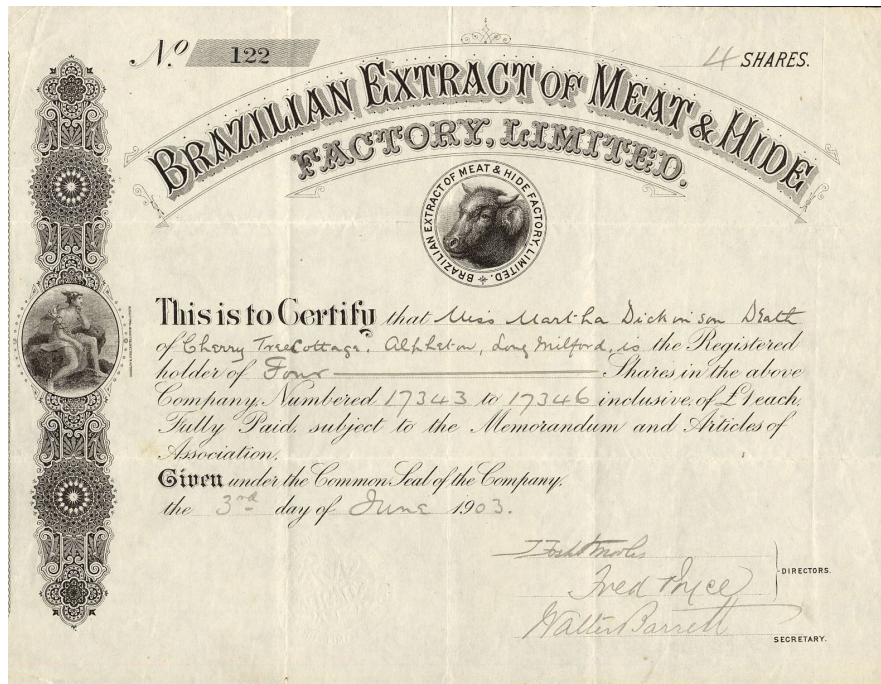 No. 122
4 SHARES.
BRAZILIAN EXTRACT OF MEAT & HIDE
FACTORY, LIMITED.
BRAZILIAN EXTRACT OF MEAT & HIDE FACTORY, LIMITED.
This is to Certify that Miss Martha Dickinson Death
of Cherry Tree Cottage, Alpheton, Long Milford, is the Registered
holder of Four Shares, in the above
Company, Numbered 17343 to 17346 inclusive, of £1 each,
Fully Paid, subject to the Memorandum and Articles of
Association.
Given under the Common Seal of the Company,
the 3rd day of June 1903.
Fred Pryce
DIRECTORS.
Walter Barrett
SECRETARY.